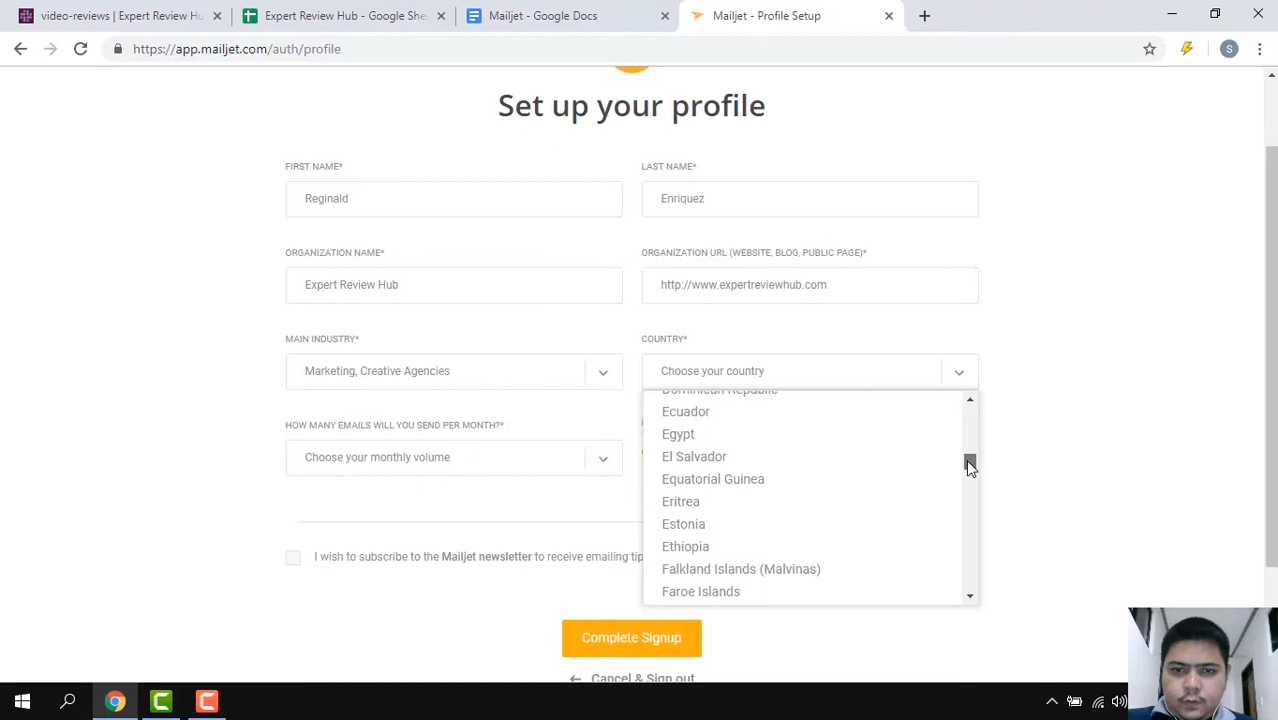 video-reviews | Expert Review Hu
Expert Review Hub - Google Shee
Mailjet - Google Docs
Mailjet - Profile Setup
https://app.mailjet.com/auth/profile
S
Set up your profile
FIRST NAME*
LAST NAME*
Reginald
Enriquez
ORGANIZATION NAME*
ORGANIZATION URL (WEBSITE, BLOG, PUBLIC PAGE)*
Expert Review Hub
http://www.expertreviewhub.com
MAIN INDUSTRY*
COUNTRY*
Marketing, Creative Agencies
Choose your country
Dominican Republic
Ecuador
HOW MANY EMAILS WILL YOU SEND PER MONTH?*
Egypt
Choose your monthly volume
El Salvador
Equatorial Guinea
Eritrea
Estonia
Ethiopia
I wish to subscribe to the Mailjet newsletter to receive emailing tip
Falkland Islands (Malvinas)
Faroe Islands
Complete Signup
Cancel & Sign out